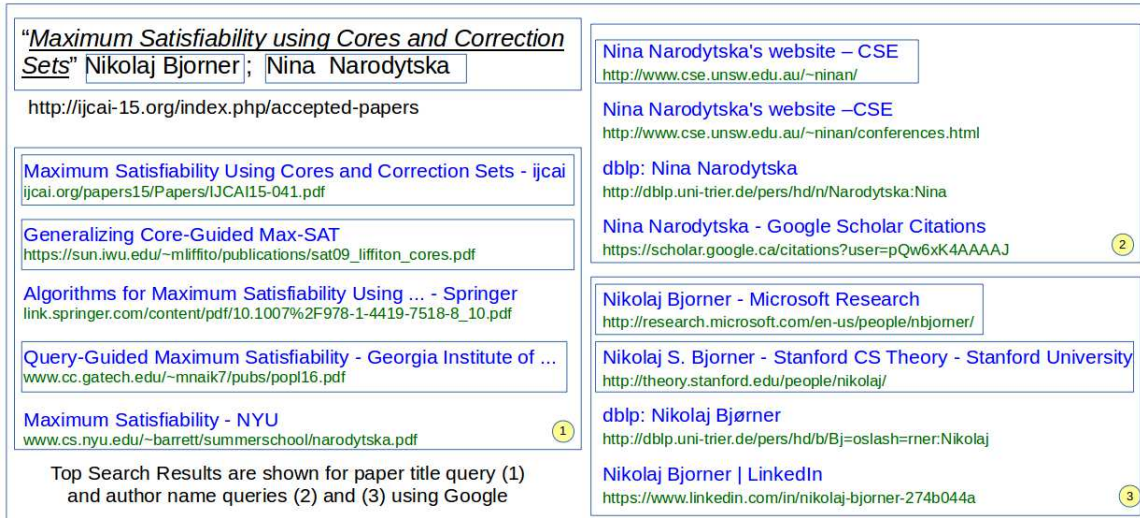 “Maximum Satisfiability using Cores and Correction
Sets” Nikolaj Bjorner ; Nina Narodytska
http://ijcai-15.org/index.php/accepted-papers
Maximum Satisfiability Using Cores and Correction Sets - ijcai
ijcai.org/papers15/Papers/IJCAI15-041.pdf
Generalizing Core-Guided Max-SAT
https://sun.iwu.edu/~mliffito/publications/sat09_liffiton_cores.pdf
Algorithms for Maximum Satisfiability Using ... - Springer
link.springer.com/content/pdf/10.1007%2F978-1-4419-7518-8_10.pdf
Query-Guided Maximum Satisfiability - Georgia Institute of ...
www.cc.gatech.edu/~mnaik7/pubs/popl16.pdf
Maximum Satisfiability - NYU
www.cs.nyu.edu/~barrett/summerschool/narodytska.pdf
1
Top Search Results are shown for paper title query (1)
and author name queries (2) and (3) using Google
Nina Narodytska's website – CSE
http://www.cse.unsw.edu.au/~ninan/
Nina Narodytska's website –CSE
http://www.cse.unsw.edu.au/~ninan/conferences.html
dblp: Nina Narodytska
http://dblp.uni-trier.de/pers/hd/n/Narodytska:Nina
Nina Narodytska - Google Scholar Citations
https://scholar.google.ca/citations?user=pQw6xK4AAAAJ
2
Nikolaj Bjorner - Microsoft Research
http://research.microsoft.com/en-us/people/nbjorner/
Nikolaj S. Bjorner - Stanford CS Theory - Stanford University
http://theory.stanford.edu/people/nikolaj/
dblp: Nikolaj Bjørner
http://dblp.uni-trier.de/pers/hd/b/Bj=oslash=rner:Nikolaj
Nikolaj Bjorner | LinkedIn
https://www.linkedin.com/in/nikolaj-bjorner-274b044a
3